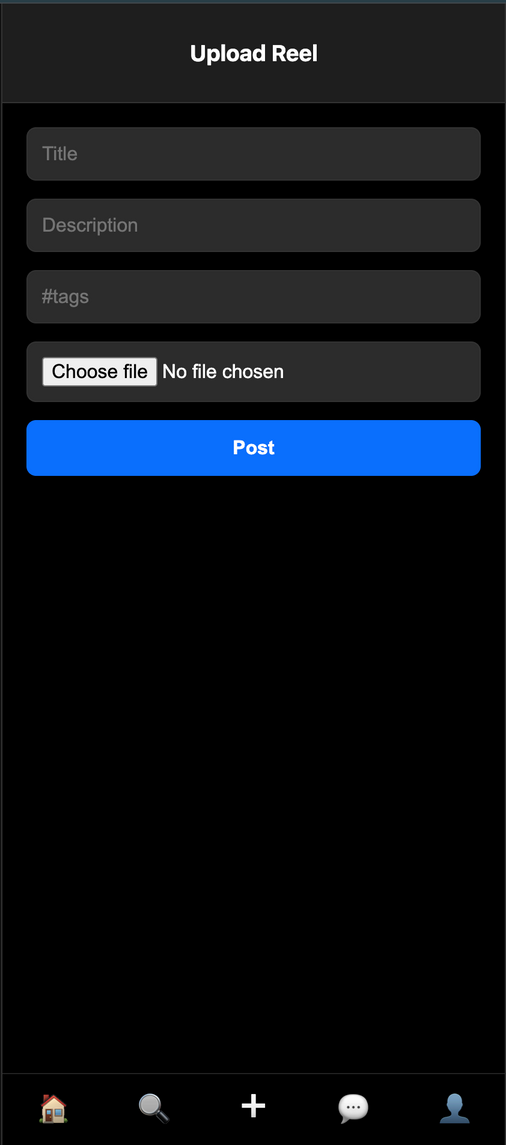 Upload Reel
Title
Description
#tags
Choose file No file chosen
Post